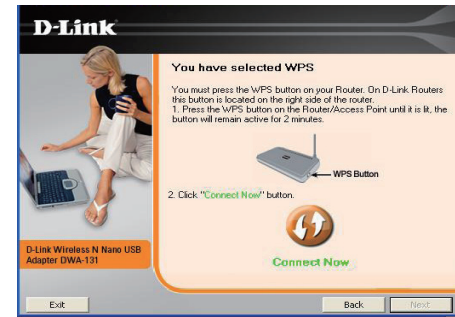 D-Link
You have selected WPS
You must press the WPS button on your Router. On D-Link Routers
this button is located on the right side of the router.
1. Press the WPS button on the Router/Access Point until it is lit, the
button will remain active for 2 minutes.
WPS Button
2. Click "Connect Now" button.
Connect Now
D-Link Wireless N Nano USB
Adapter DWA-131
Exit
Back
Next